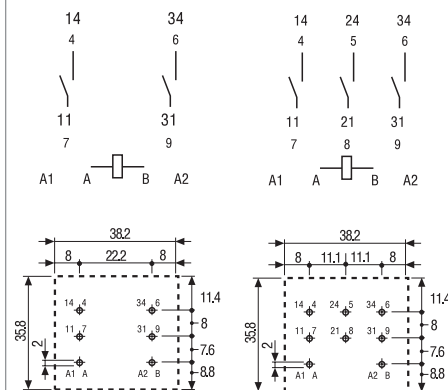 14 34
4 6
11 31
7 9
A1 A B A2
14 24 34
4 5 6
11 21 31
7 8 9
A1 A B A2
38.2
8 22.2
11.4
8
7.6
8.8
35.8
2
14 4 34 6
11 7 31 9
A1 A A2 B
38.2
8 11.1 11.1
11.4
8
7.6
8.8
35.8
2
14 4 24 5 34 6
11 7 21 8 31 9
A1 A A2 B